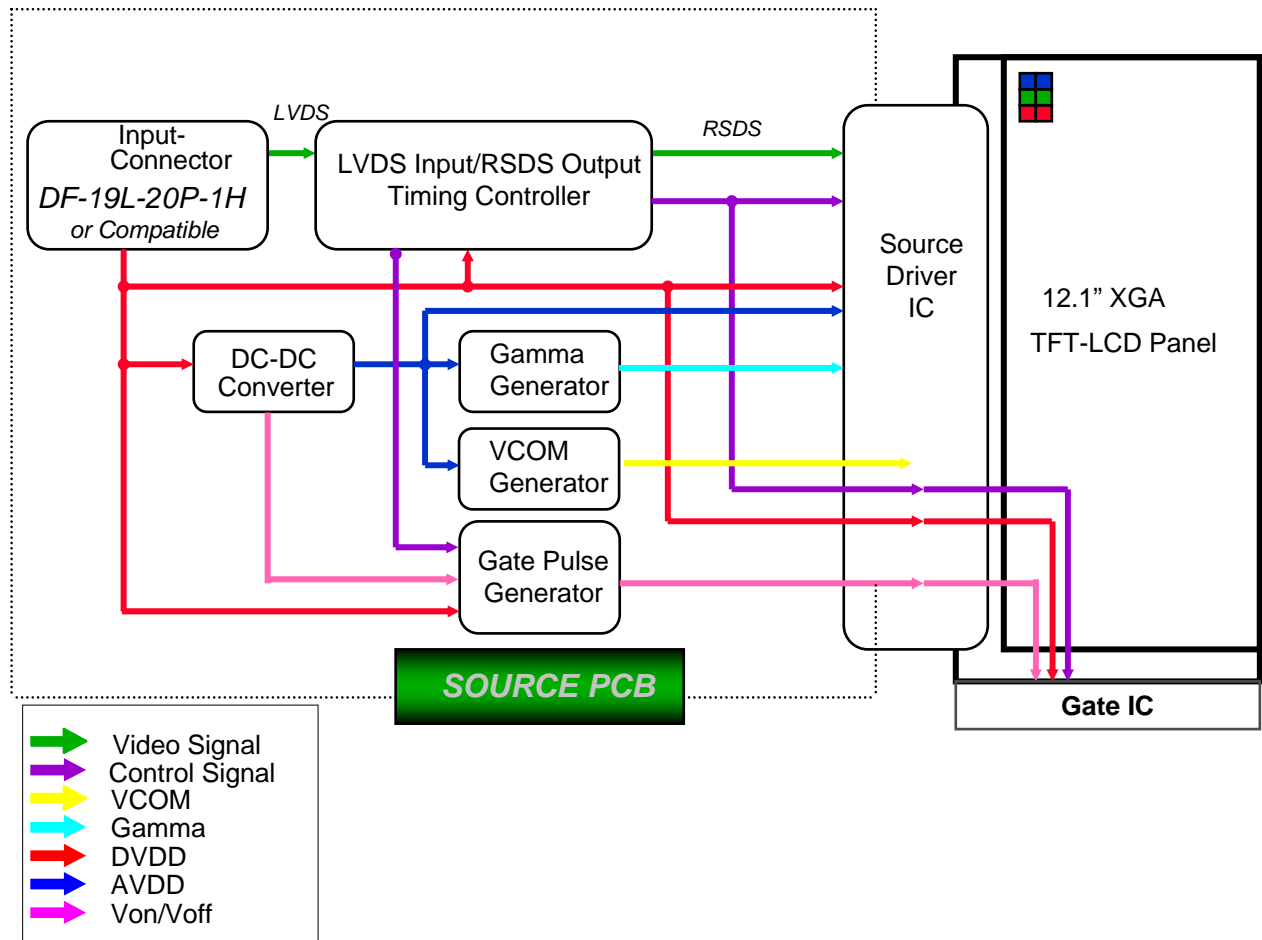 LVDS
RSDS
Input-
Connector
DF-19L-20P-1H
or Compatible
LVDS Input/RSDS Output
Timing Controller
Source
Driver
IC
12.1” XGA
TFT-LCD Panel
DC-DC
Converter
Gamma
Generator
VCOM
Generator
Gate Pulse
Generator
SOURCE PCB
Gate IC
Video Signal
Control Signal
VCOM
Gamma
DVDD
AVDD
Von/Voff